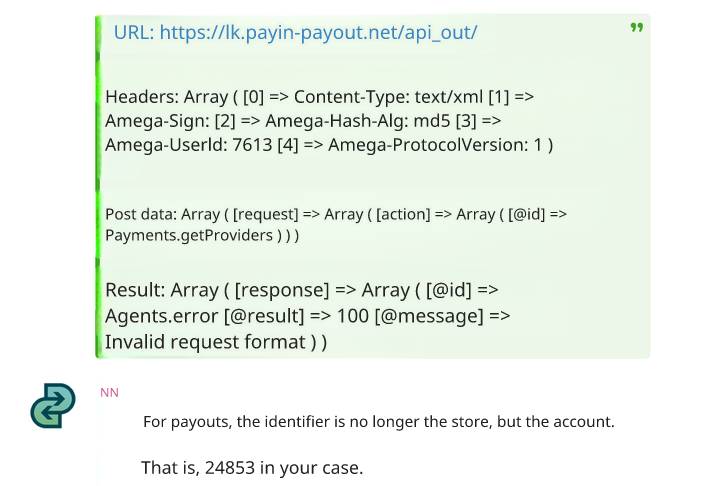 URL: https://lk.payin-payout.net/api_out/
Headers: Array ( [0] => Content-Type: text/xml [1] =>
Amega-Sign: [2] => Amega-Hash-Alg: md5 [3] =>
Amega-UserId: 7613 [4] => Amega-ProtocolVersion: 1 )
Post data: Array ( [request] => Array ( [action] => Array ( [@id] =>
Payments.getProviders ) ) )
Result: Array ( [response] => Array ( [@id] =>
Agents.error [@result] => 100 [@message] =>
Invalid request format ) )
NN
For payouts, the identifier is no longer the store, but the account.
That is, 24853 in your case.